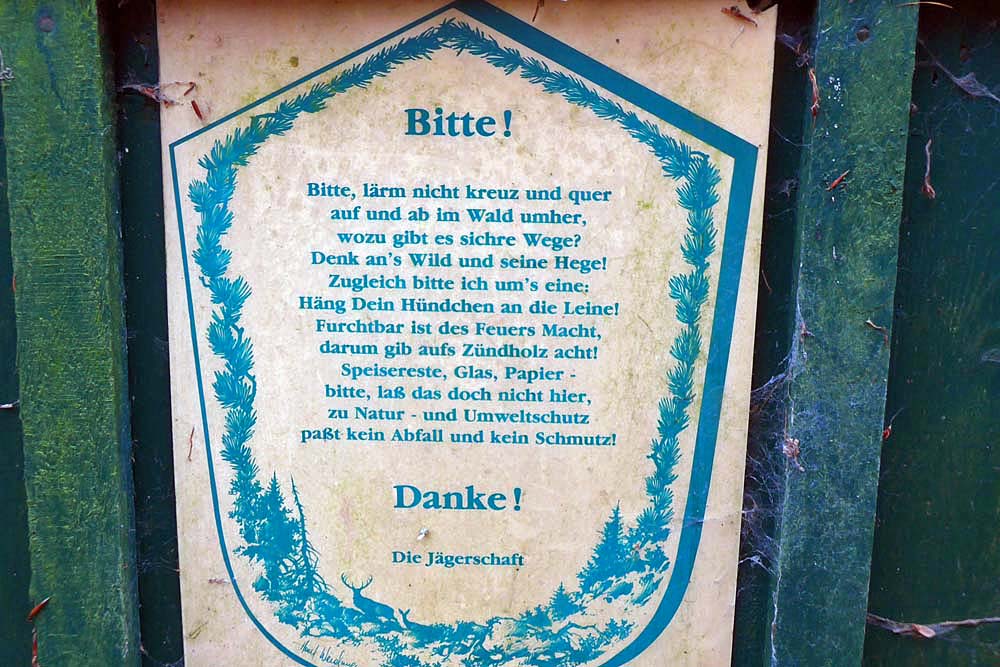 Bitte!
Bitte, lärm nicht kreuz und quer
auf und ab im Wald umher,
wozu gibt es sichre Wege?
Denk an's Wild und seine Hege!
Zugleich bitte ich um's eine:
Häng Dein Hündchen an die Leine!
Furchtbar ist des Feuers Macht,
darum gib aufs Zündholz acht!
Speisereste, Glas, Papier -
bitte, laß das doch nicht hier,
zu Natur - und Umweltschutz
paßt kein Abfall und kein Schmutz!
Danke!
Die Jägerschaft